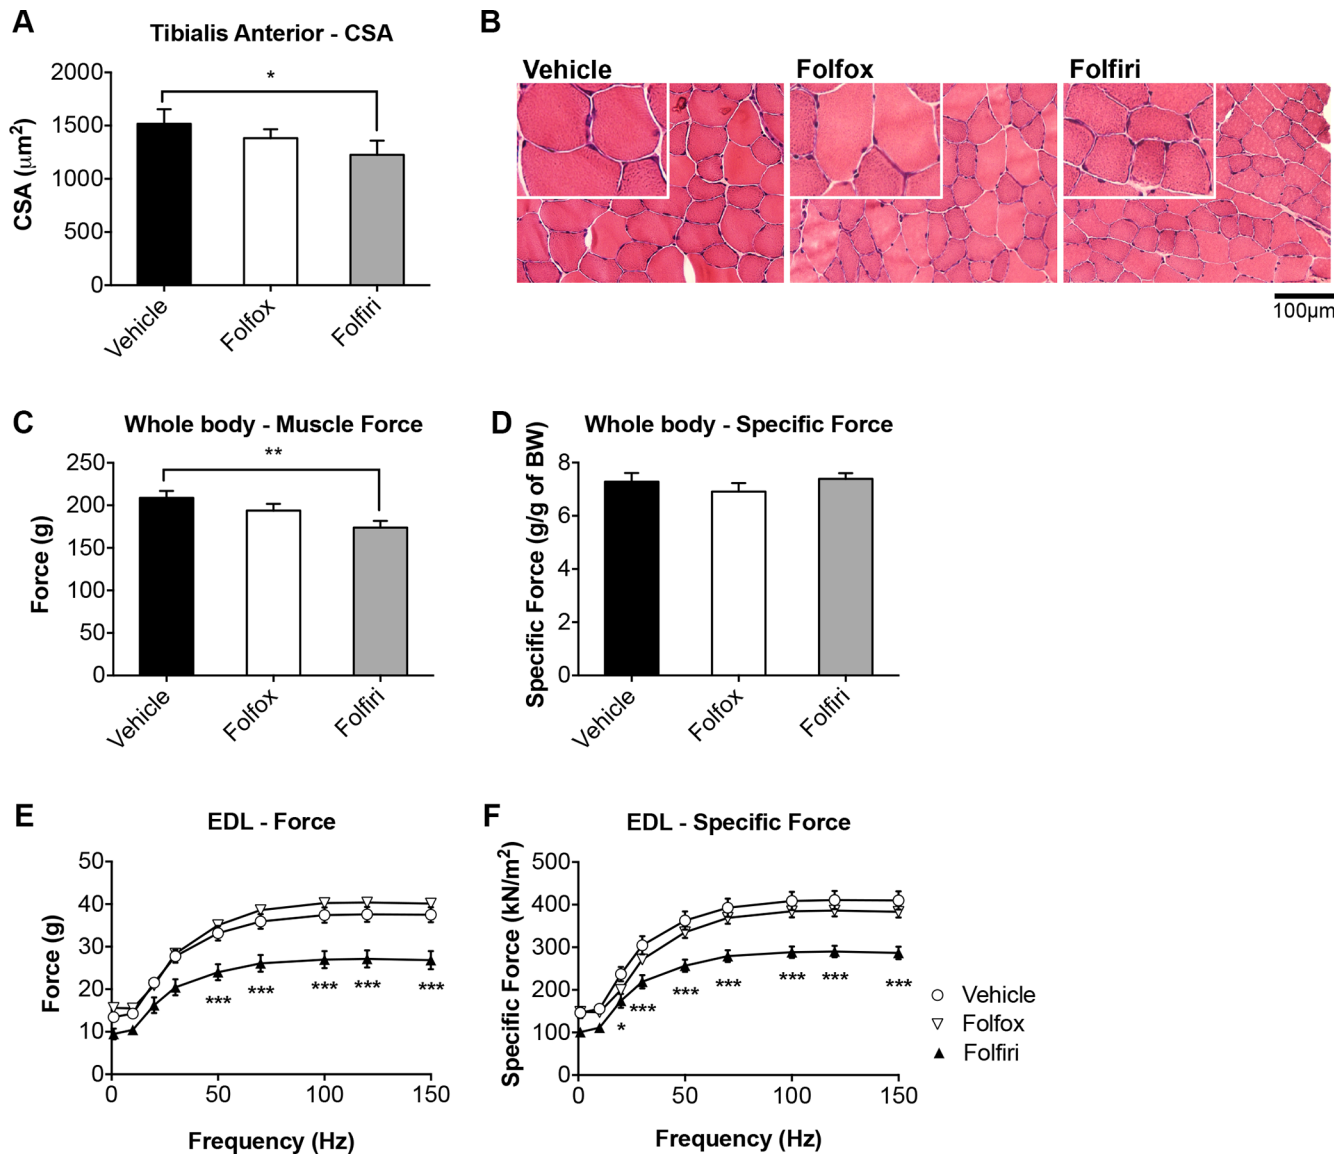 A
Tibialis Anterior - CSA
CSA (μm²)
2000
1500
1000
500
0
*
Vehicle
Folfox
Folfiri
B
Vehicle
Folfox
Folfiri
100μm
C
Whole body - Muscle Force
Force (g)
250
200
150
100
50
0
**
Vehicle
Folfox
Folfiri
D
Whole body - Specific Force
Specific Force (g/g of BW)
8
6
4
2
0
Vehicle
Folfox
Folfiri
E
EDL - Force
Force (g)
50
40
30
20
10
0
*** *** *** *** ***
0 50 100 150
Frequency (Hz)
F
EDL - Specific Force
Specific Force (kN/m²)
500
400
300
200
100
0
* *** *** *** *** *** ***
0 50 100 150
Frequency (Hz)
Vehicle
Folfox
Folfiri